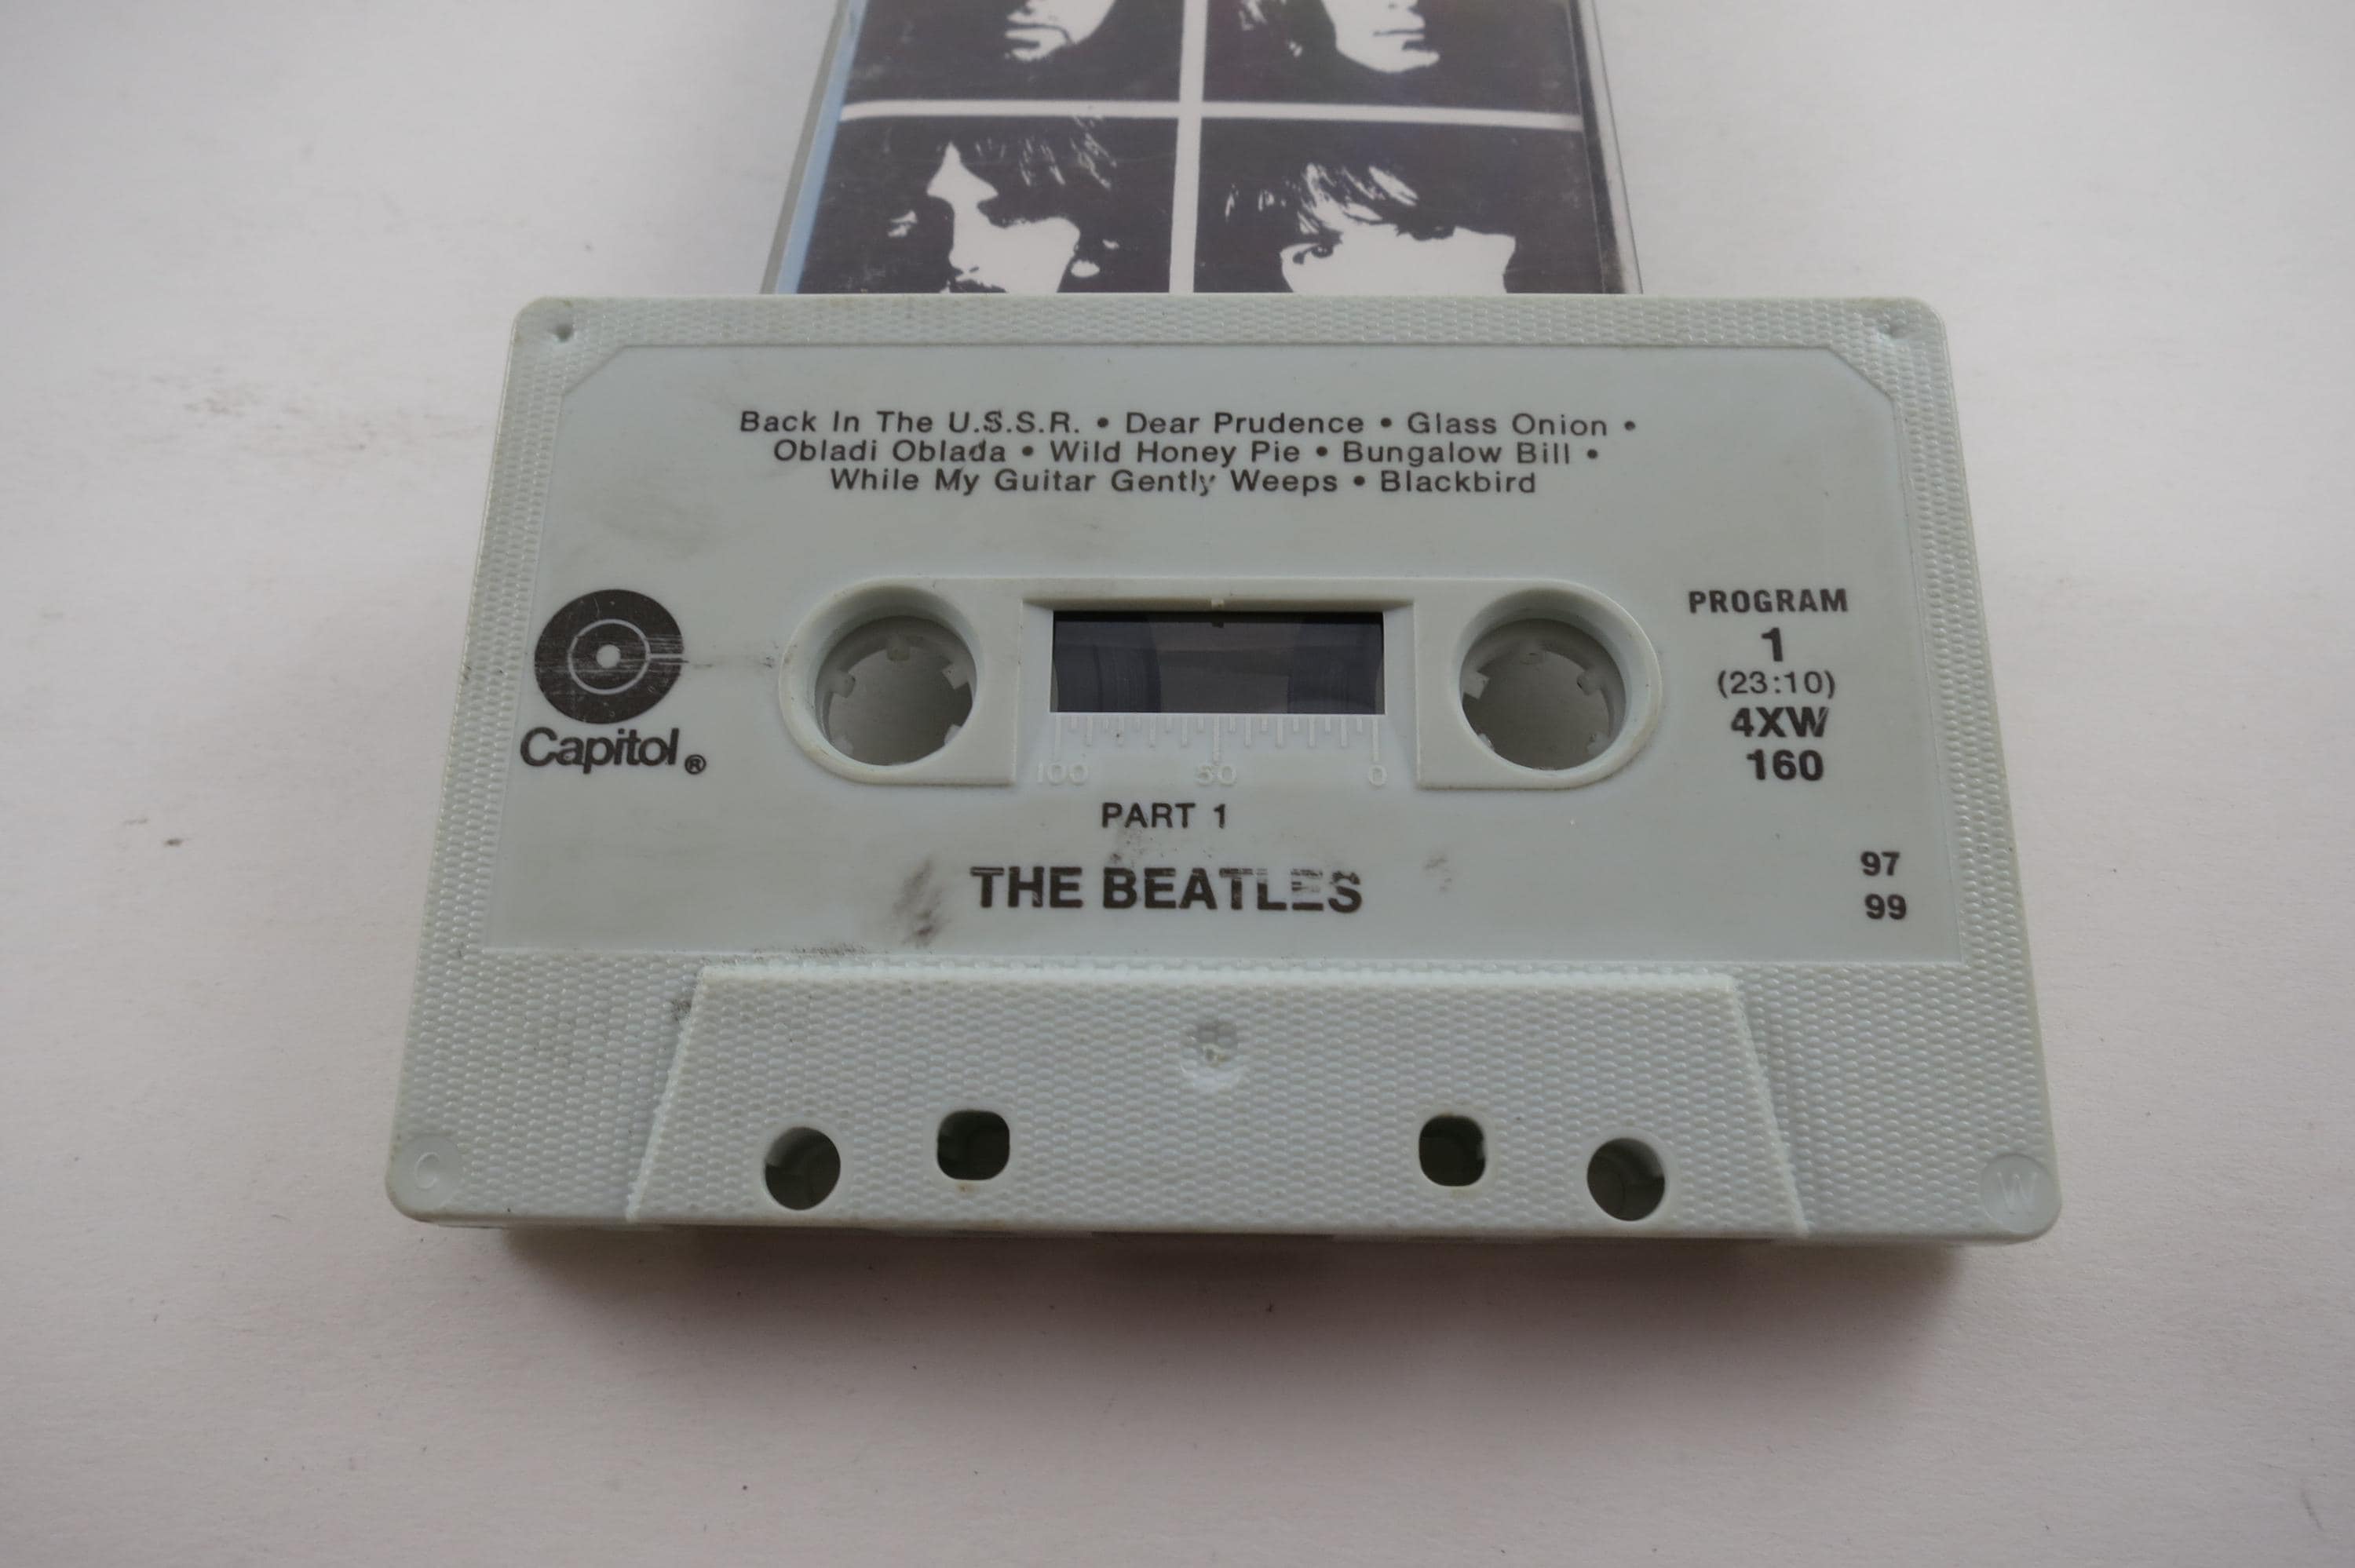 Back In The U.S.S.R. • Dear Prudence • Glass Onion •
Obladi Oblada • Wild Honey Pie • Bungalow Bill •
While My Guitar Gently Weeps • Blackbird
Capitol®
100 50 0
PROGRAM
1
(23:10)
4XW
160
PART 1
THE BEATLES
97
99
C
W